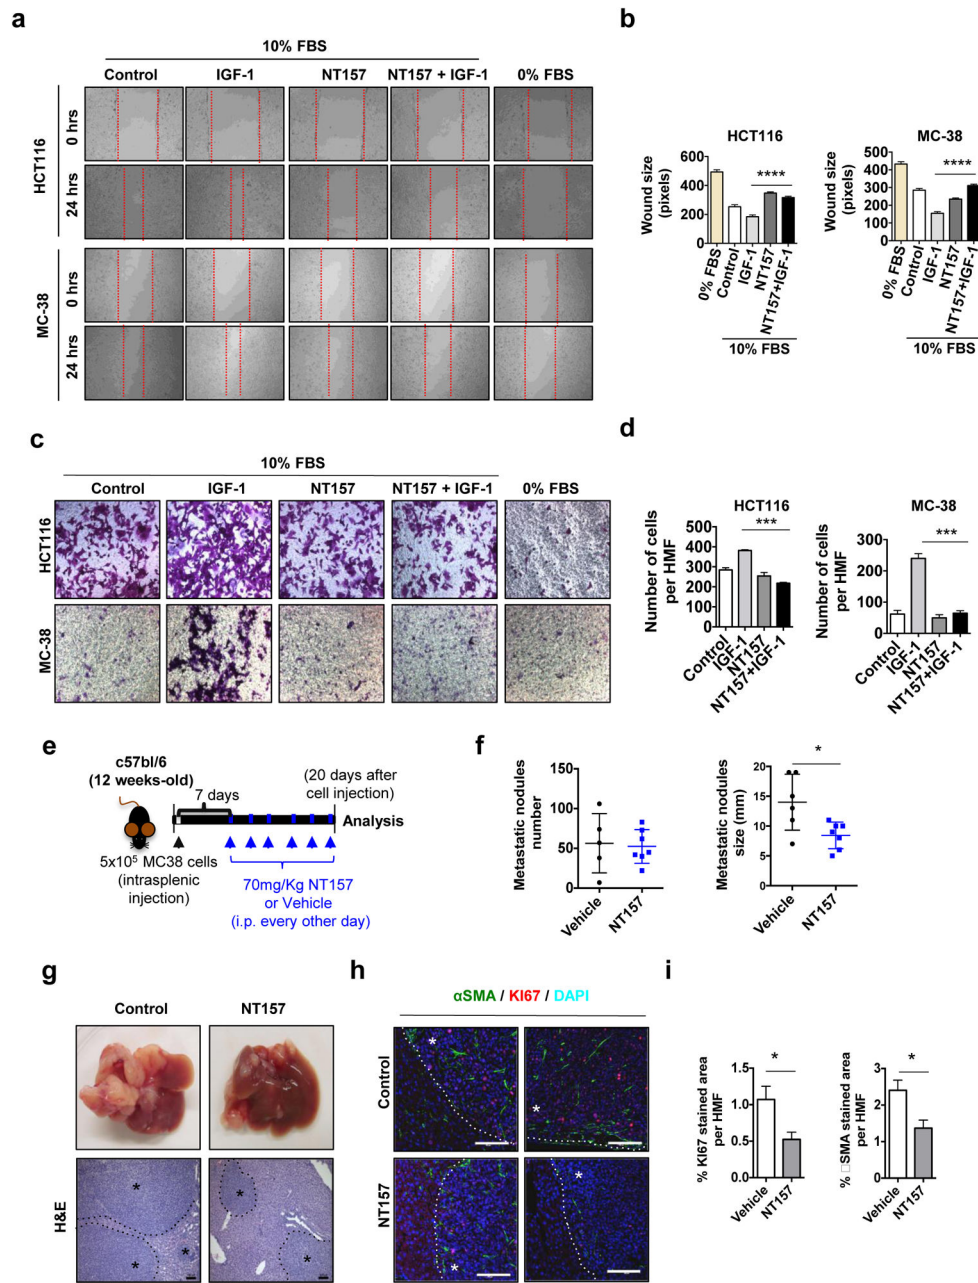 a
10% FBS
Control IGF-1 NT157 NT157 + IGF-1 0% FBS
HCT116
0 hrs
24 hrs
MC-38
0 hrs
24 hrs
b
HCT116
Wound size
(pixels)
600
400
200
0
****
0% FBS
Control
IGF-1
NT157
NT157+IGF-1
10% FBS
MC-38
Wound size
(pixels)
500
400
300
200
100
0
****
0% FBS
Control
IGF-1
NT157
NT157+IGF-1
10% FBS
c
10% FBS
Control IGF-1 NT157 NT157 + IGF-1 0% FBS
HCT116
MC-38
d
HCT116
Number of cells
per HMF
500
400
300
200
100
0
***
Control
IGF-1
NT157
NT157+IGF-1
MC-38
Number of cells
per HMF
300
200
100
0
***
Control
IGF-1
NT157
NT157+IGF-1
e
c57bl/6
(12 weeks-old)
7 days
(20 days after
cell injection)
Analysis
5x10⁵ MC38 cells
(intrasplenic
injection)
70mg/Kg NT157
or Vehicle
(i.p. every other day)
f
Metastatic nodules
number
150
100
50
0
Vehicle
NT157
Metastatic nodules
size (mm)
20
15
10
5
0
*
Vehicle
NT157
g
Control NT157
H&E
*
*
*
*
*
h
αSMA / KI67 / DAPI
Control
NT157
*
*
*
*
i
% KI67 stained area
per HMF
1.5
1.0
0.5
0.0
*
Vehicle
NT157
% □SMA stained area
per HMF
3
2
1
0
*
Vehicle
NT157